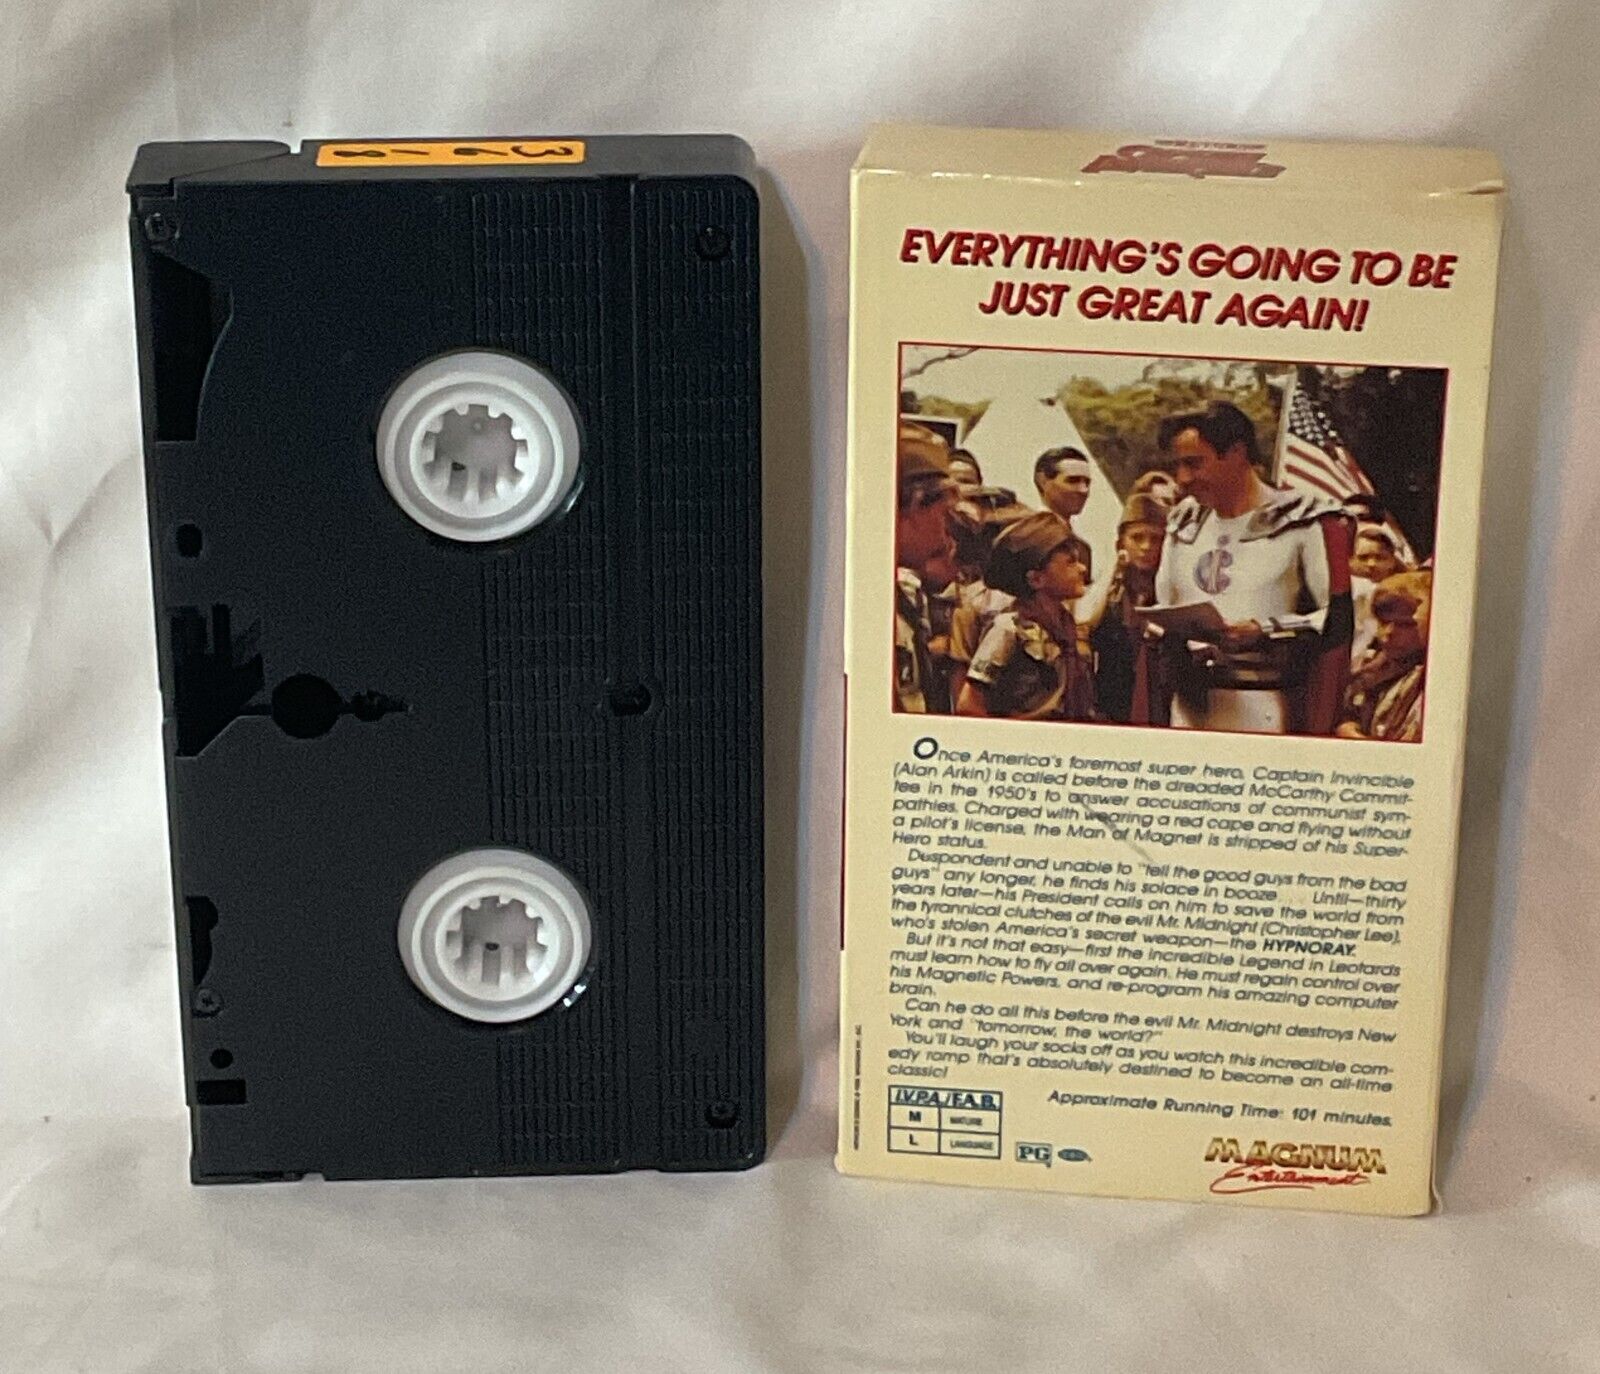 3618
EVERYTHING'S GOING TO BE
JUST GREAT AGAIN!
Once America's foremost super hero, Captain Invincible
(Alan Arkin) is called before the dreaded McCarthy Commit-
tee in the 1950's to answer accusations of communist sym-
pathies. Charged with wearing a red cape and flying without
a pilot's license, the Man of Magnet is stripped of his Super-
Hero status.
Despondent and unable to "tell the good guys from the bad
guys" any longer, he finds his solace in booze . . . Until—thirty
years later—his President calls on him to save the world from
the tyrannical clutches of the evil Mr. Midnight (Christopher Lee),
who's stolen America's secret weapon—the HYPNORAY.
But it's not that easy—first the incredible Legend in Leotards
must learn how to fly all over again. He must regain control over
his Magnetic Powers, and re-program his amazing computer
brain.
Can he do all this before the evil Mr. Midnight destroys New
York and "tomorrow, the world?"
You'll laugh your socks off as you watch this incredible com-
edy romp that's absolutely destined to become an all-time
classic!
Approximate Running Time: 101 minutes.
I.V.P.A./F.A.B.
M MATURE
L LANGUAGE
PG
MAGNUM
Entertainment